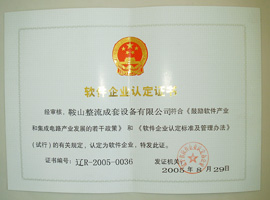 软件企业认定证书
经审核，鞍山整流成套设备有限公司符合《鼓励软件产业
和集成电路产业发展的若干政策》和《软件企业认定标准及管理办法》
（试行）的有关规定，认定为软件企业，特发此证。
证书编号：辽R-2005-0036
发证机关：
2005年8月29日